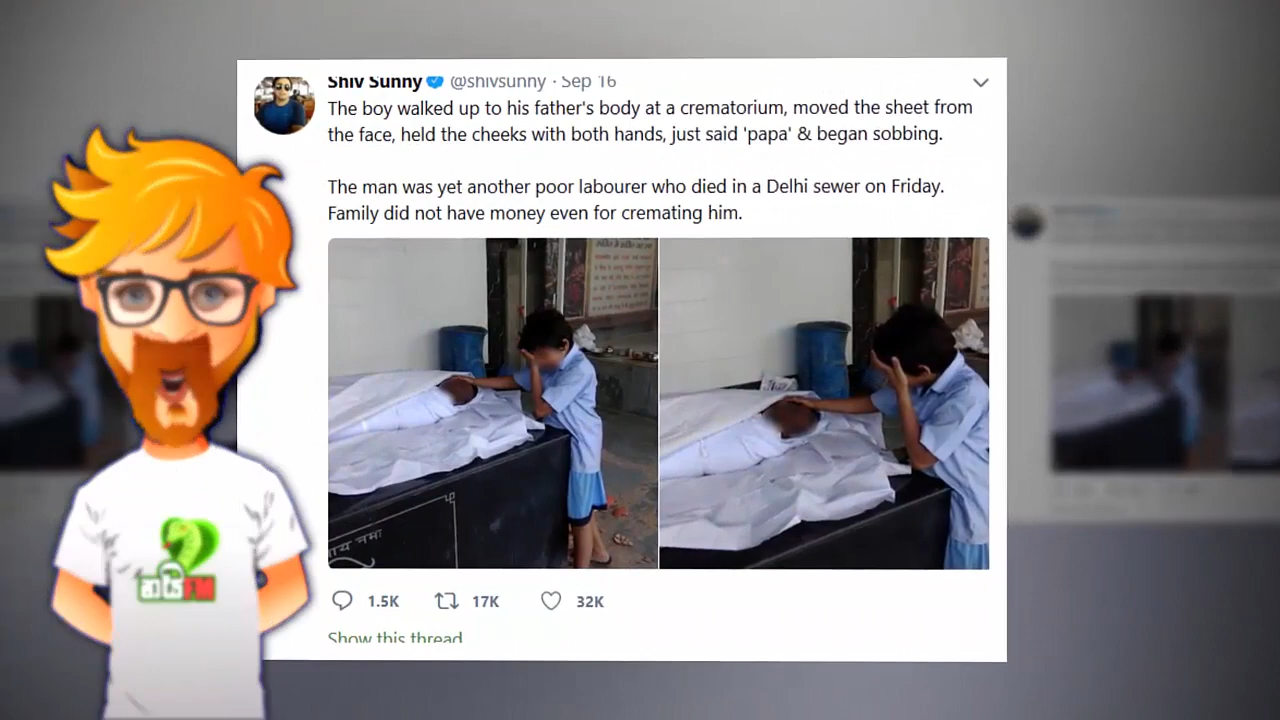 Shiv Sunny @shivsunny · Sep 16
The boy walked up to his father's body at a crematorium, moved the sheet from
the face, held the cheeks with both hands, just said 'papa' & began sobbing.
The man was yet another poor labourer who died in a Delhi sewer on Friday.
Family did not have money even for cremating him.
1.5K 17K 32K
Show this thread
FM